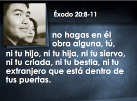 Éxodo 20:8-11
no hagas en él
obra alguna, tú,
ni tu hijo, ni tu hija, ni tu siervo,
ni tu criada, ni tu bestia, ni tu
extranjero que está dentro de
tus puertas.